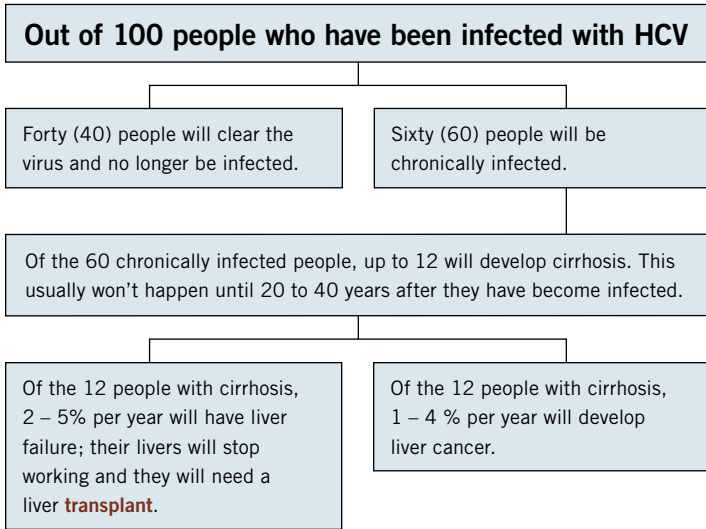 Out of 100 people who have been infected with HCV
Forty (40) people will clear the
virus and no longer be infected.
Sixty (60) people will be
chronically infected.
Of the 60 chronically infected people, up to 12 will develop cirrhosis. This
usually won't happen until 20 to 40 years after they have become infected.
Of the 12 people with cirrhosis,
2 – 5% per year will have liver
failure; their livers will stop
working and they will need a
liver transplant.
Of the 12 people with cirrhosis,
1 – 4 % per year will develop
liver cancer.